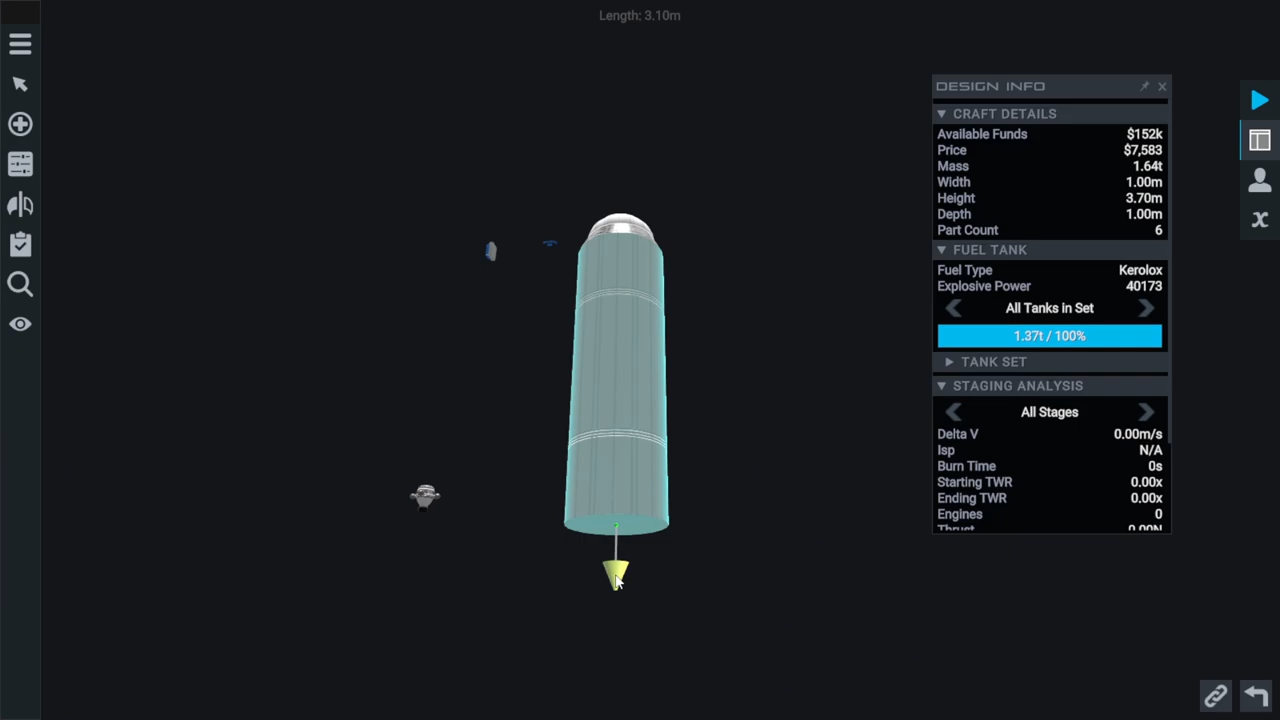 Length: 3.10m
DESIGN INFO
CRAFT DETAILS
Available Funds $152k
Price $7,583
Mass 1.64t
Width 1.00m
Height 3.70m
Depth 1.00m
Part Count 6
FUEL TANK
Fuel Type Kerolox
Explosive Power 40173
All Tanks in Set
1.37t / 100%
TANK SET
STAGING ANALYSIS
All Stages
Delta V 0.00m/s
Isp N/A
Burn Time 0s
Starting TWR 0.00x
Ending TWR 0.00x
Engines 0
Thrust 0.00N
x